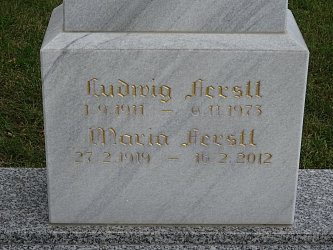 Ludwig Ferstl
1.9.1911 – 6.11.1973
Maria Ferstl
27.2.1919 – 16.2.2012